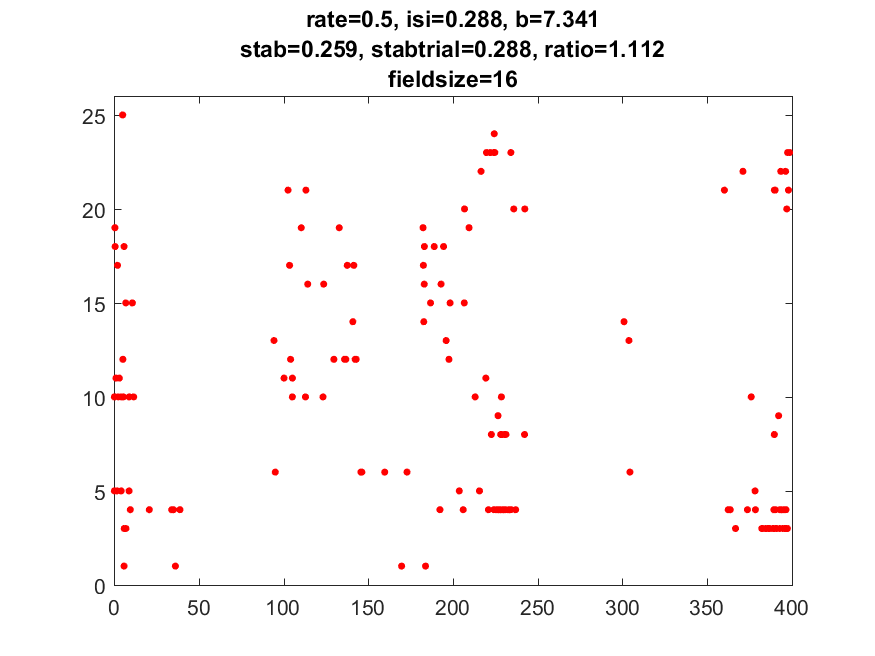 rate=0.5, isi=0.288, b=7.341
stab=0.259, stabtrial=0.288, ratio=1.112
fieldsize=16
25
20
15
10
5
0
0 50 100 150 200 250 300 350 400